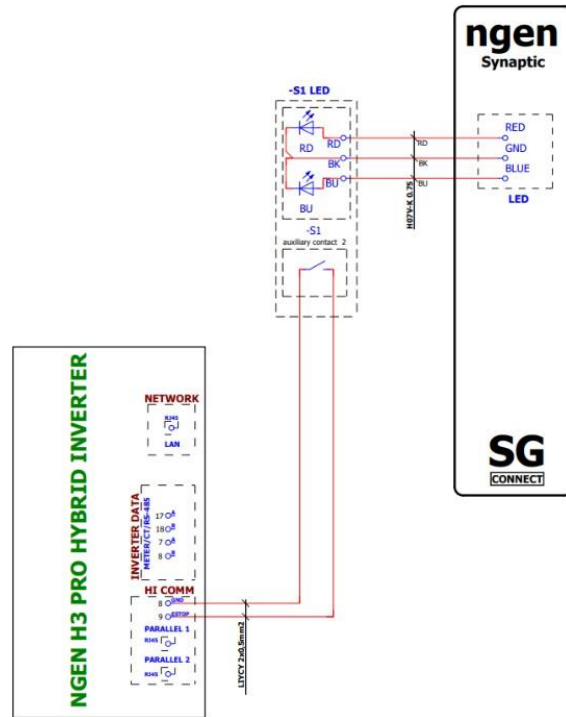 ngen
Synaptic
-S1 LED
RD
RD
BK
BU
BU
RD
BK
BU
H07V-K 0.75
RED
GND
BLUE
LED
-S1
auxiliary contact 2
NGEN H3 PRO HYBRID INVERTER
NETWORK
RJ45
LAN
INVERTER DATA
METER/CT/RS-485
17 A
18 B
7 A
8 B
HI COMM
8 GND
9 ESTOP
PARALLEL 1
RJ45
PARALLEL 2
RJ45
LIYCY 2x0,5mm2
SG
CONNECT